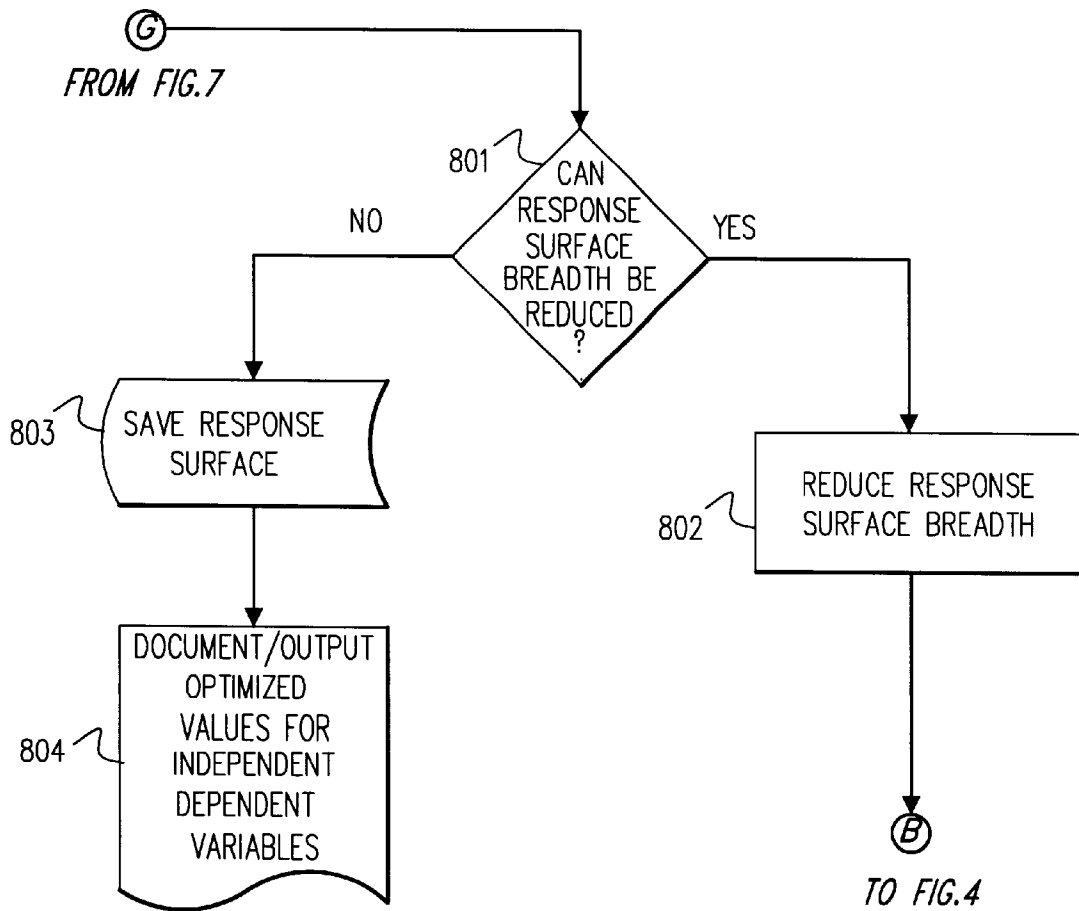 G
FROM FIG.7
801
CAN
RESPONSE
SURFACE
BREADTH BE
REDUCED
?
NO
YES
803
SAVE RESPONSE
SURFACE
802
REDUCE RESPONSE
SURFACE BREADTH
804
DOCUMENT/OUTPUT
OPTIMIZED
VALUES FOR
INDEPENDENT
DEPENDENT
VARIABLES
B
TO FIG.4